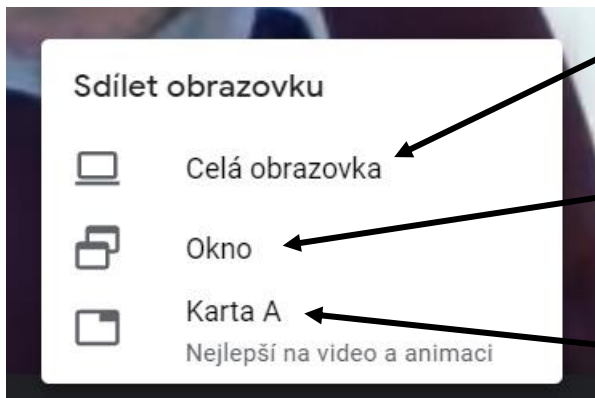 Sdílet obrazovku
Celá obrazovka
Okno
Karta A
Nejlepší na video a animaci